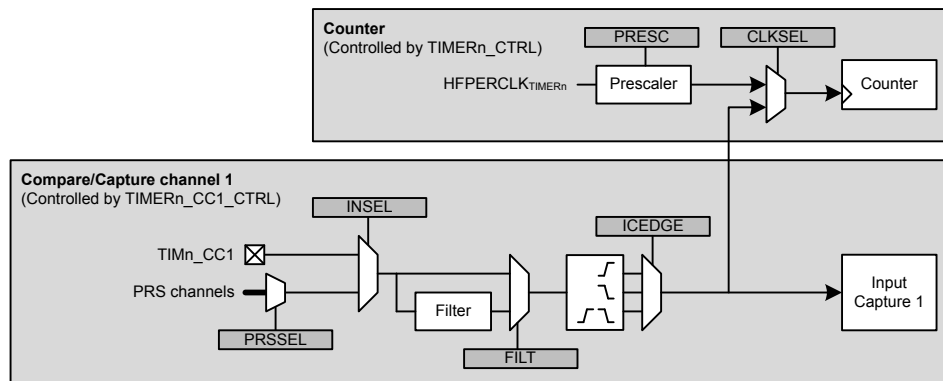 Counter
(Controlled by TIMERn_CTRL)
PRESC
CLKSEL
HFPERCLKTIMERn
Prescaler
Counter
Compare/Capture channel 1
(Controlled by TIMERn_CC1_CTRL)
INSEL
ICEDGE
TIMn_CC1
PRS channels
Filter
Input
Capture 1
PRSSEL
FILT